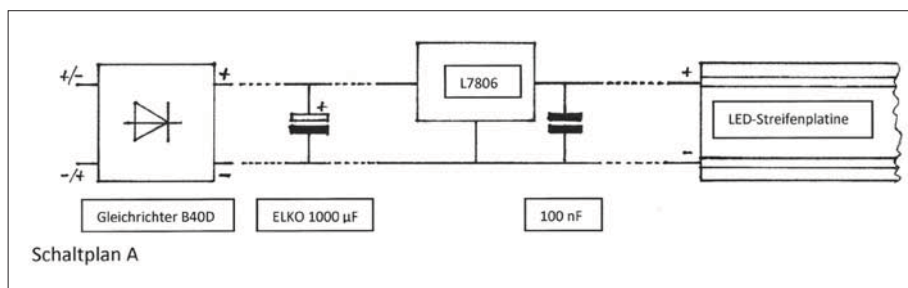 +/-
+
+
L7806
+
LED-Streifenplatine
-/+
-
-
Gleichrichter B40D
ELKO 1000 µF
100 nF
Schaltplan A